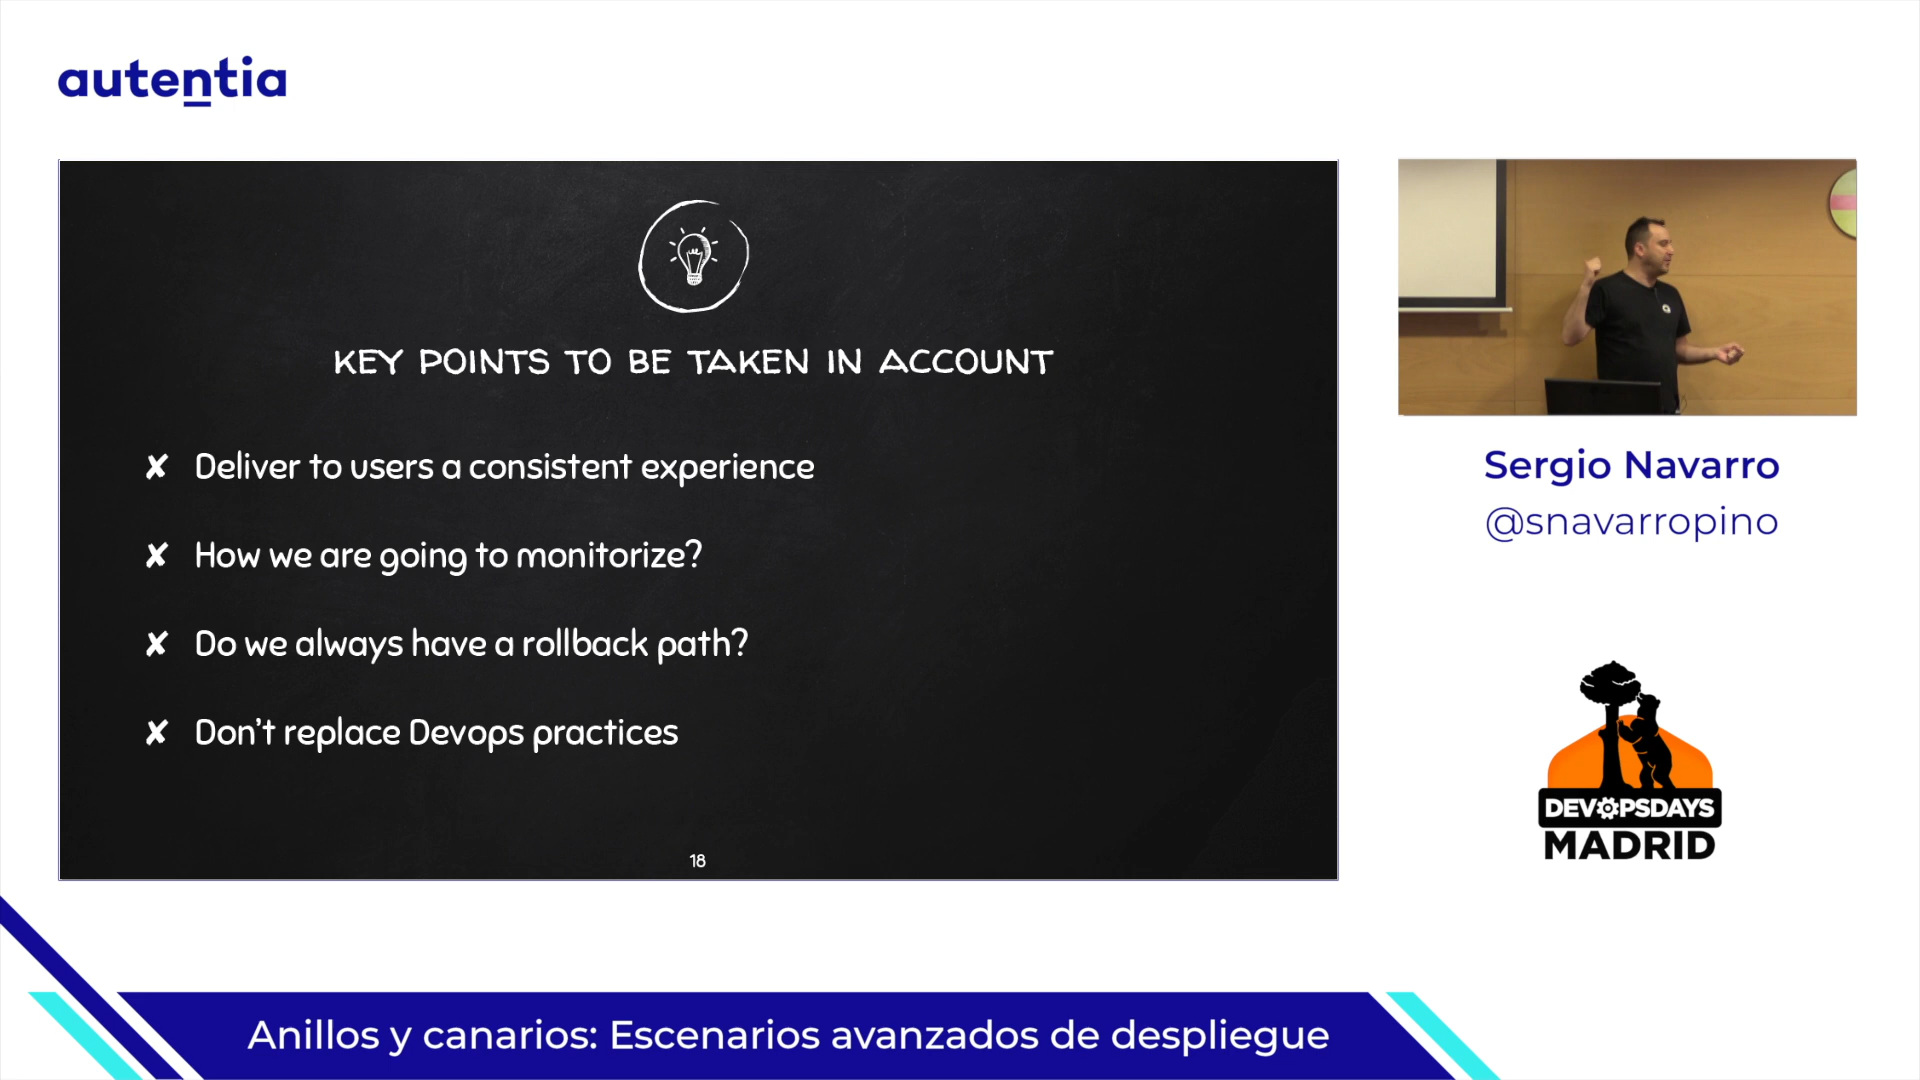 autentia
KEY POINTS TO BE TAKEN IN ACCOUNT
✘ Deliver to users a consistent experience
✘ How we are going to monitorize?
✘ Do we always have a rollback path?
✘ Don't replace Devops practices
18
Sergio Navarro
@snavarropino
DEVOPSDAYS
MADRID
Anillos y canarios: Escenarios avanzados de despliegue